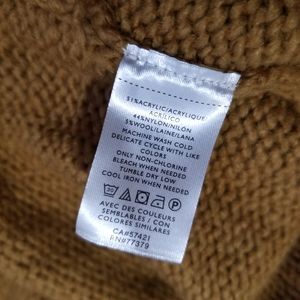 51%ACRYLIC/ACRYLIQUE
ACRÍLICO
44%NYLON/NILÓN
5%WOOL/LAINE/LANA
MACHINE WASH COLD
DELICATE CYCLE WITH LIKE
COLORS
ONLY NON-CHLORINE
BLEACH WHEN NEEDED
TUMBLE DRY LOW
COOL IRON WHEN NEEDED
AVEC DES COULEURS
SEMBLABLES / CON
COLORES SIMILARES
CA#57421
RN#77379